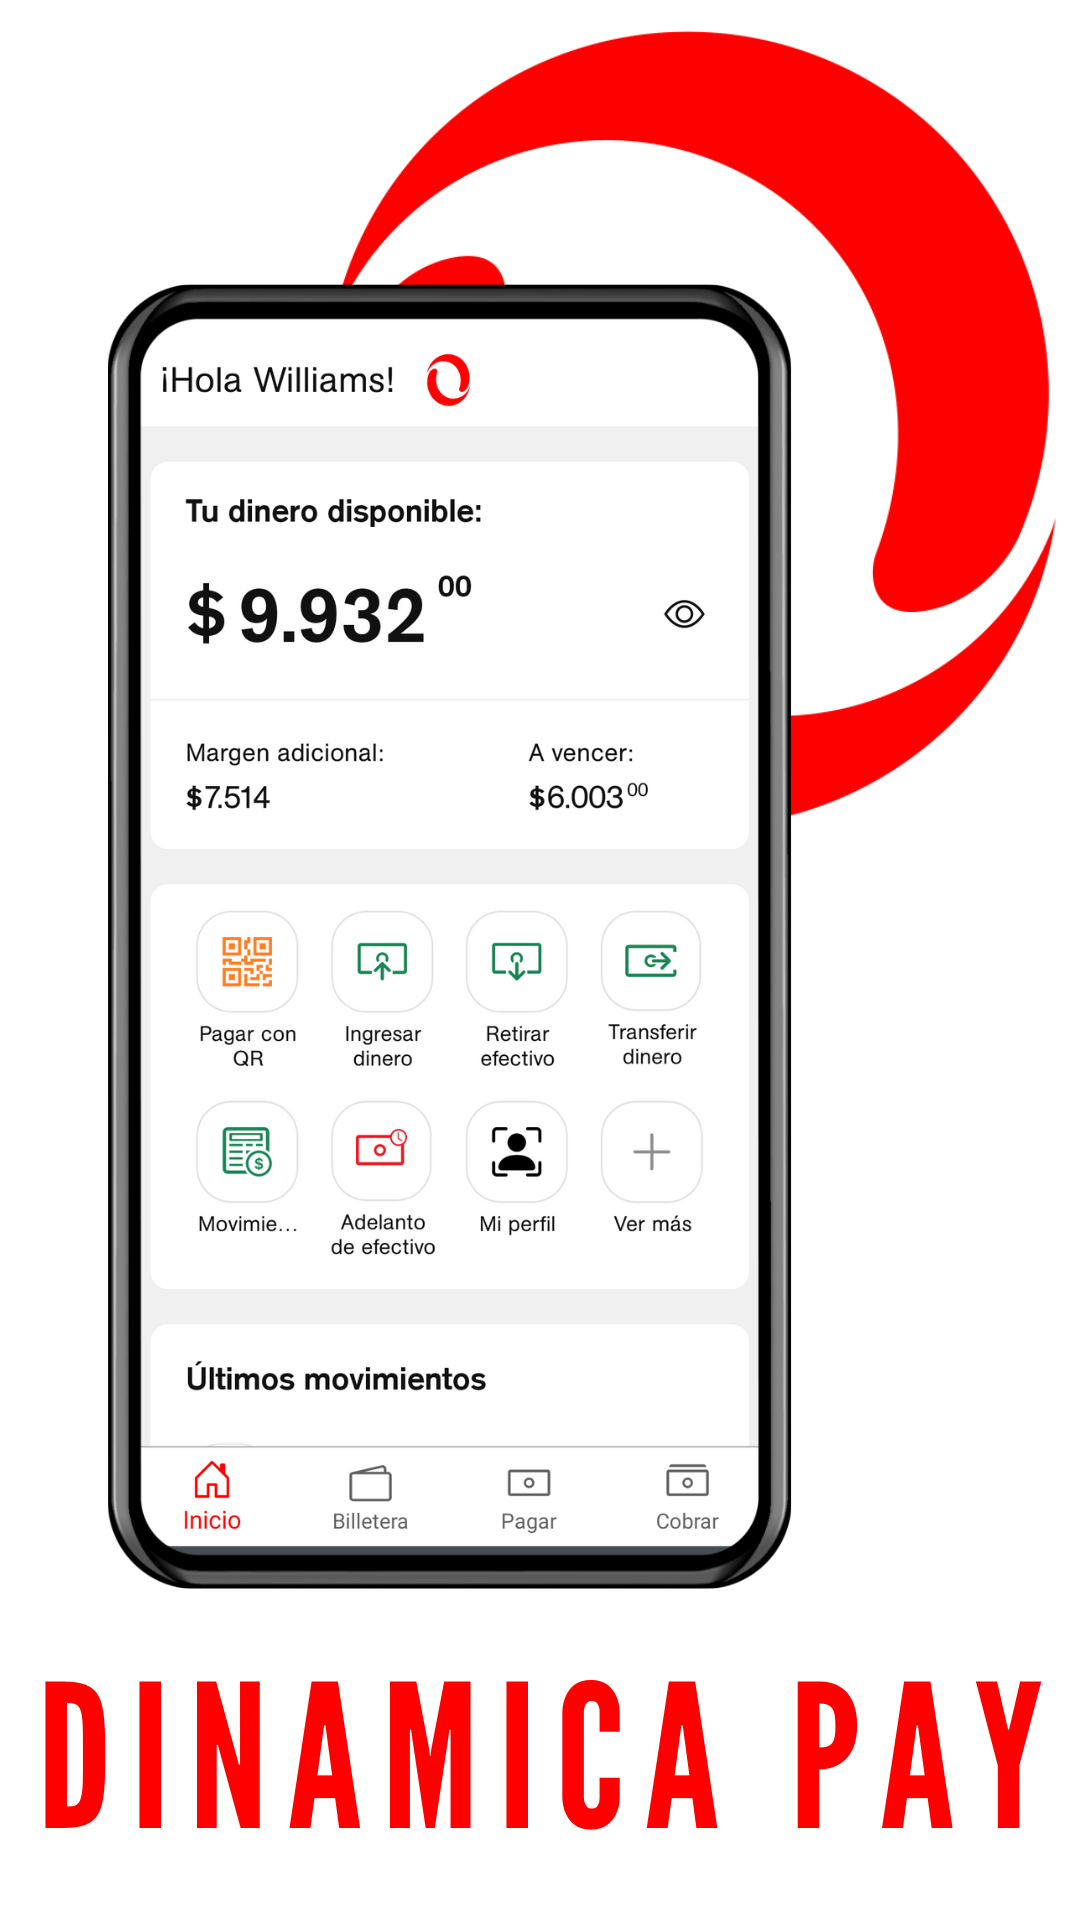 ¡Hola Williams!
Tu dinero disponible:
$ 9.932 00
Margen adicional: A vencer:
$7.514 $6.003 00
Pagar con QR
Ingresar dinero
Retirar efectivo
Transferir dinero
Movimie...
Adelanto de efectivo
Mi perfil
Ver más
Últimos movimientos
Inicio Billetera Pagar Cobrar
DINAMICA PAY